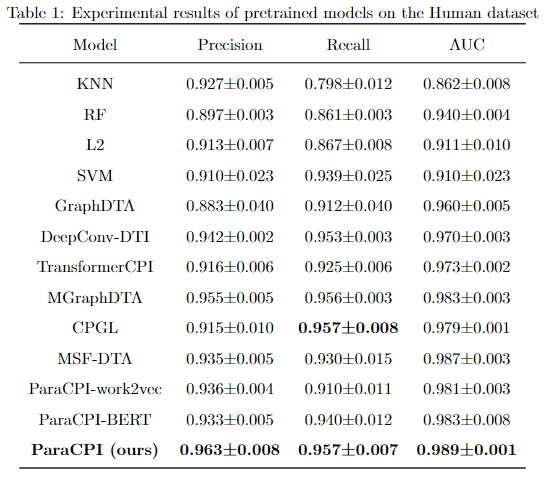 Table 1: Experimental results of pretrained models on the Human dataset
Model Precision Recall AUC
KNN 0.927±0.005 0.798±0.012 0.862±0.008
RF 0.897±0.003 0.861±0.003 0.940±0.004
L2 0.913±0.007 0.867±0.008 0.911±0.010
SVM 0.910±0.023 0.939±0.025 0.910±0.023
GraphDTA 0.883±0.040 0.912±0.040 0.960±0.005
DeepConv-DTI 0.942±0.002 0.953±0.003 0.970±0.003
TransformerCPI 0.916±0.006 0.925±0.006 0.973±0.002
MGraphDTA 0.955±0.005 0.956±0.003 0.983±0.003
CPGL 0.915±0.010 0.957±0.008 0.979±0.001
MSF-DTA 0.935±0.005 0.930±0.015 0.987±0.003
ParaCPI-work2vec 0.936±0.004 0.910±0.011 0.981±0.003
ParaCPI-BERT 0.933±0.005 0.940±0.012 0.983±0.008
ParaCPI (ours) 0.963±0.008 0.957±0.007 0.989±0.001